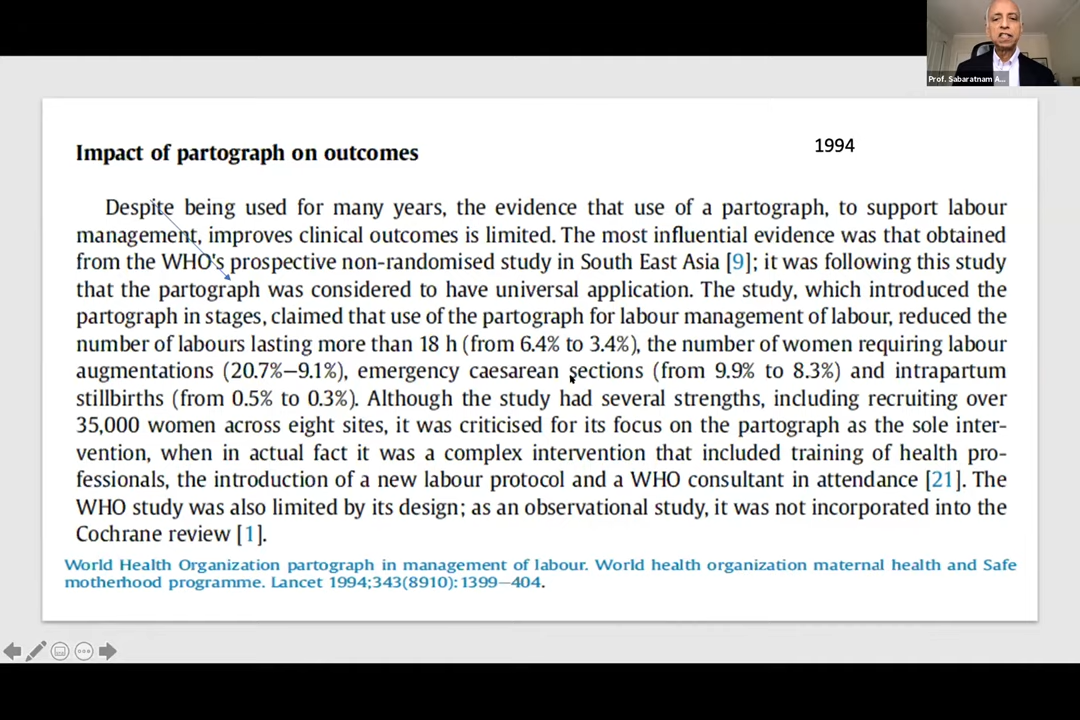 Prof. Sabaratnam A...
Impact of partograph on outcomes
1994
Despite being used for many years, the evidence that use of a partograph, to support labour
management, improves clinical outcomes is limited. The most influential evidence was that obtained
from the WHO's prospective non-randomised study in South East Asia [9]; it was following this study
that the partograph was considered to have universal application. The study, which introduced the
partograph in stages, claimed that use of the partograph for labour management of labour, reduced the
number of labours lasting more than 18 h (from 6.4% to 3.4%), the number of women requiring labour
augmentations (20.7%–9.1%), emergency caesarean sections (from 9.9% to 8.3%) and intrapartum
stillbirths (from 0.5% to 0.3%). Although the study had several strengths, including recruiting over
35,000 women across eight sites, it was criticised for its focus on the partograph as the sole inter-
vention, when in actual fact it was a complex intervention that included training of health pro-
fessionals, the introduction of a new labour protocol and a WHO consultant in attendance [21]. The
WHO study was also limited by its design; as an observational study, it was not incorporated into the
Cochrane review [1].
World Health Organization partograph in management of labour. World health organization maternal health and Safe
motherhood programme. Lancet 1994;343(8910):1399–404.